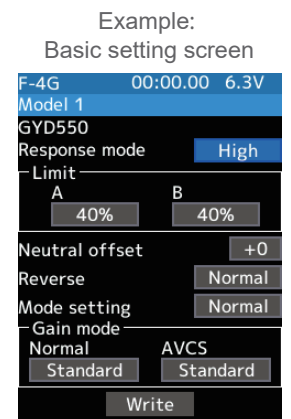 Example:
Basic setting screen
F-4G 00:00.00 6.3V
Model 1
GYD550
Response mode High
Limit
A B
40% 40%
Neutral offset +0
Reverse Normal
Mode setting Normal
Gain mode
Normal AVCS
Standard Standard
Write